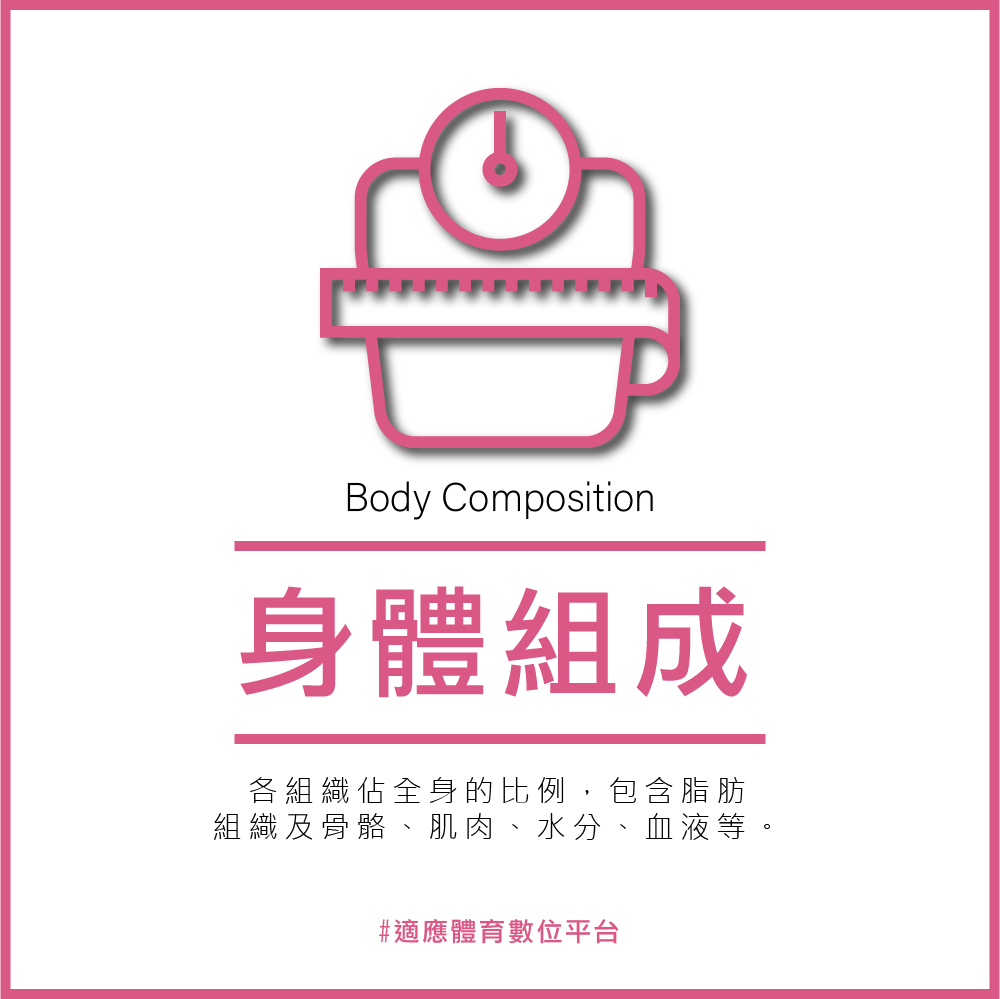 Body Composition
身體組成
各組織佔全身的比例，包含脂肪
組織及骨骼、肌肉、水分、血液等。
#適應體育數位平台